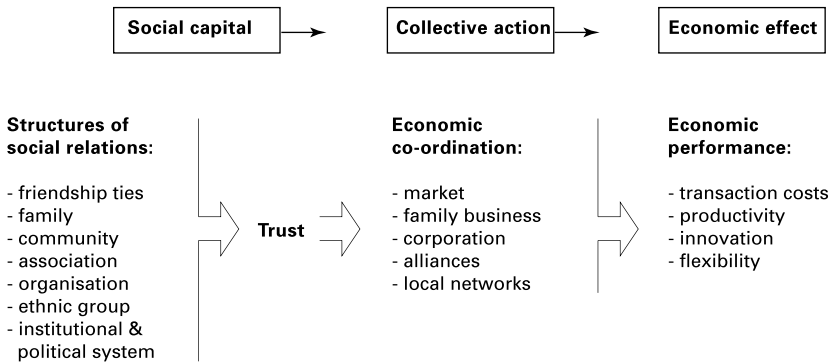 Social capital
Collective action
Economic effect
Structures of
social relations:
- friendship ties
- family
- community
- association
- organisation
- ethnic group
- institutional &
political system
Trust
Economic
co-ordination:
- market
- family business
- corporation
- alliances
- local networks
Economic
performance:
- transaction costs
- productivity
- innovation
- flexibility